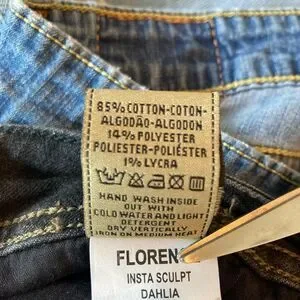 85% COTTON-COTON-
ALGODÃO-ALGODON
14% POLYESTER
POLIESTER-POLIÉSTER
1% LYCRA
HAND WASH INSIDE
OUT WITH
COLD WATER AND LIGHT
DETERGENT
DRY VERTICALLY
IRON ON MEDIUM HEAT
FLOREN
INSTA SCULPT
DAHLIA